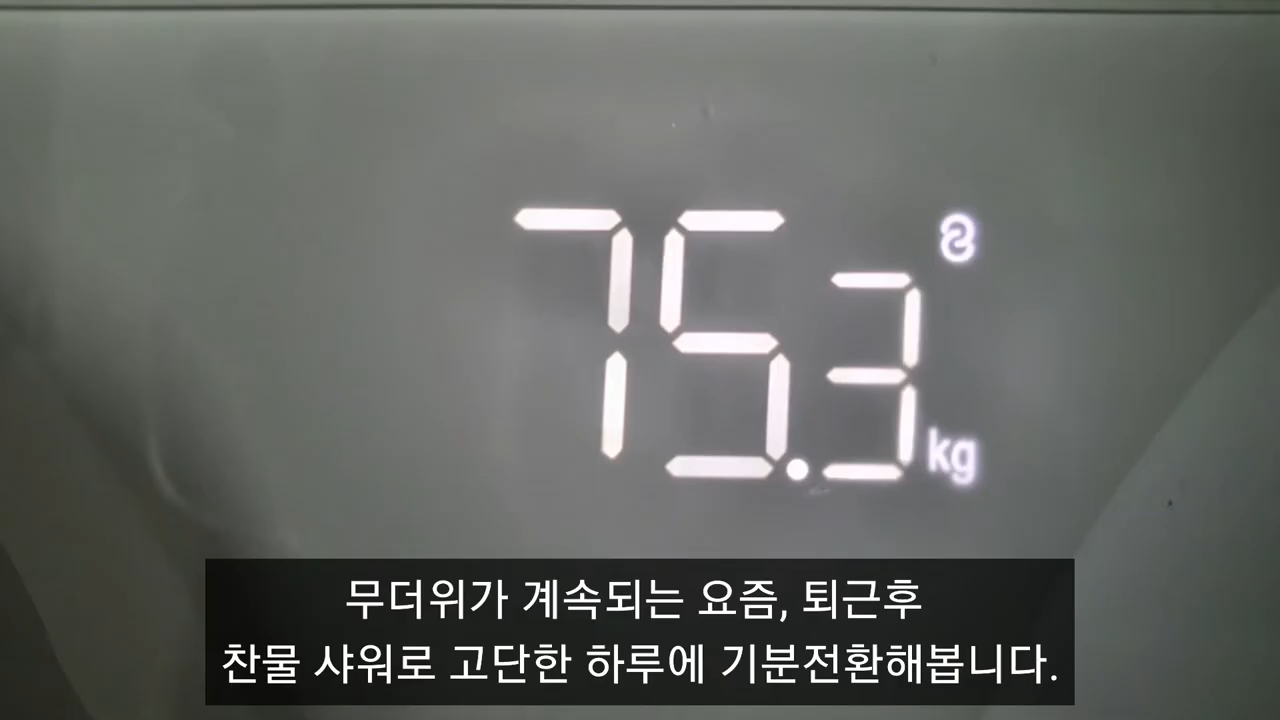 75.3
kg
무더위가 계속되는 요즘, 퇴근후
찬물 샤워로 고단한 하루에 기분전환해봅니다.